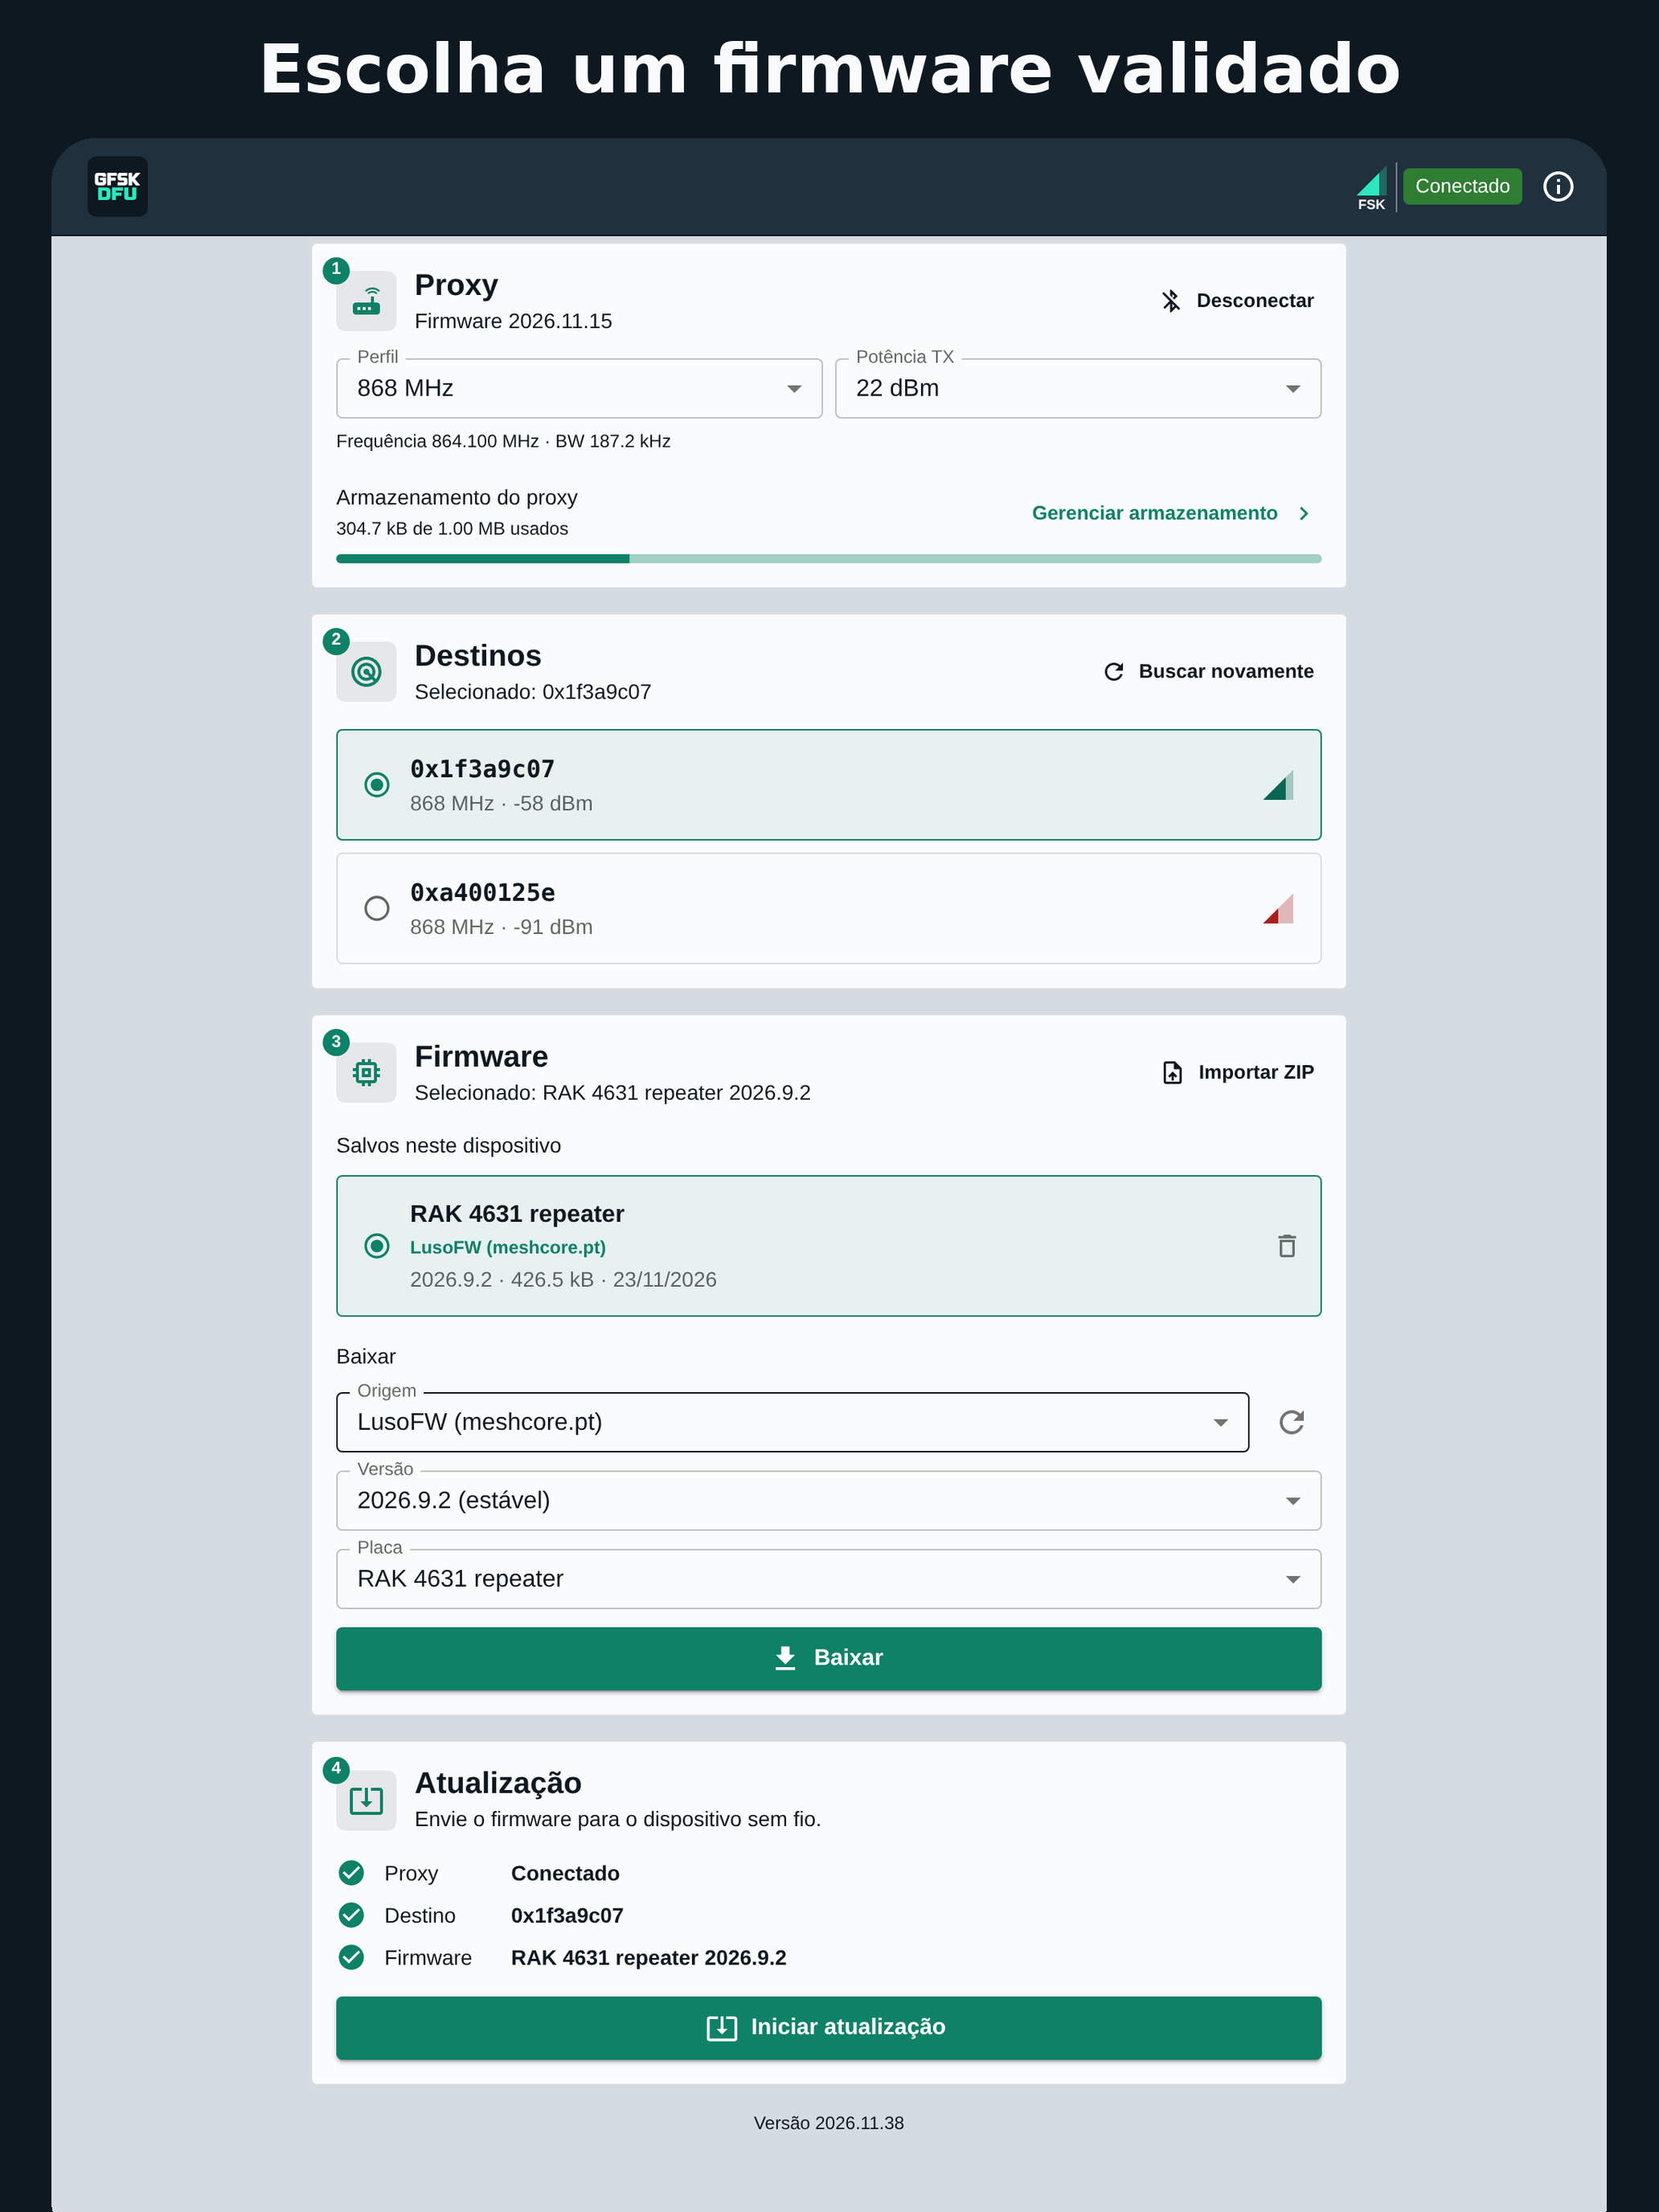 Escolha um firmware validado
GFSK
DFU
FSK
Conectado
1
Proxy
Firmware 2026.11.15
Desconectar
Perfil
868 MHz
Potência TX
22 dBm
Frequência 864.100 MHz · BW 187.2 kHz
Armazenamento do proxy
304.7 kB de 1.00 MB usados
Gerenciar armazenamento
2
Destinos
Selecionado: 0x1f3a9c07
Buscar novamente
0x1f3a9c07
868 MHz · -58 dBm
0xa400125e
868 MHz · -91 dBm
3
Firmware
Selecionado: RAK 4631 repeater 2026.9.2
Importar ZIP
Salvos neste dispositivo
RAK 4631 repeater
LusoFW (meshcore.pt)
2026.9.2 · 426.5 kB · 23/11/2026
Baixar
Origem
LusoFW (meshcore.pt)
Versão
2026.9.2 (estável)
Placa
RAK 4631 repeater
Baixar
4
Atualização
Envie o firmware para o dispositivo sem fio.
Proxy Conectado
Destino 0x1f3a9c07
Firmware RAK 4631 repeater 2026.9.2
Iniciar atualização
Versão 2026.11.38